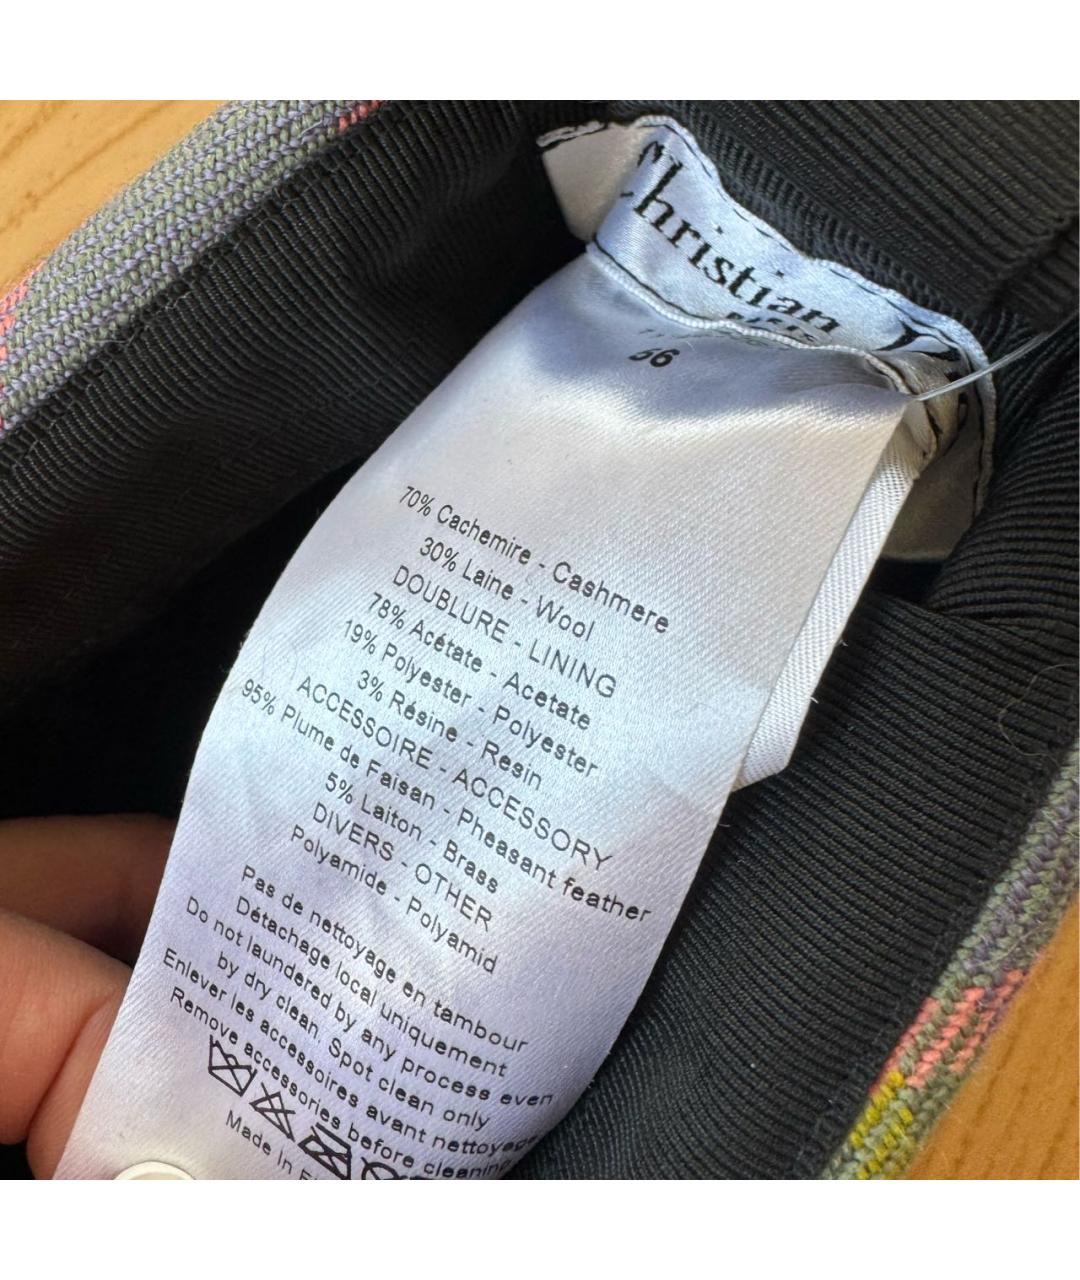 Christian
PARIS
56
70% Cachemire - Cashmere
30% Laine - Wool
DOUBLURE - LINING
78% Acétate - Acetate
19% Polyester - Polyester
3% Résine - Resin
ACCESSOIRE - ACCESSORY
95% Plume de Faisan - Pheasant feather
5% Laiton - Brass
DIVERS - OTHER
Polyamide - Polyamid
Pas de nettoyage en tambour
Détachage local uniquement
Do not laundered by any process even
by dry clean. Spot clean only
Enlever les accessoires avant nettoyage
Remove accessories before cleaning
Made In